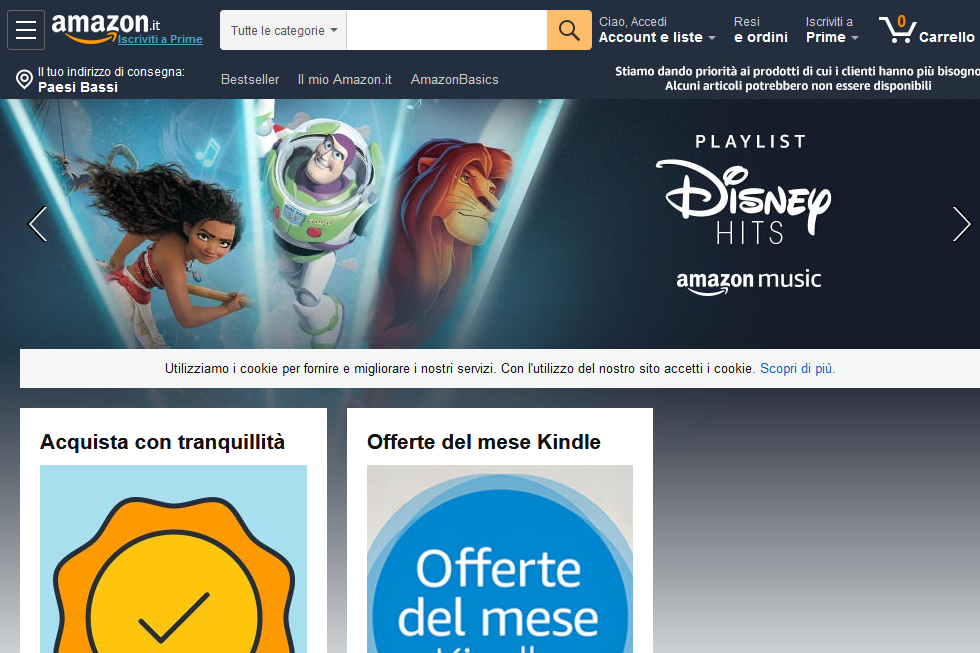 amazon.it
Iscriviti a Prime
Tutte le categorie
Ciao, Accedi
Account e liste
Resi
e ordini
Iscriviti a
Prime
0
Carrello
Il tuo indirizzo di consegna:
Paesi Bassi
Bestseller
Il mio Amazon.it
AmazonBasics
Stiamo dando priorità ai prodotti di cui i clienti hanno più bisogno
Alcuni articoli potrebbero non essere disponibili
PLAYLIST
Disney
HITS
amazon music
Utilizziamo i cookie per fornire e migliorare i nostri servizi. Con l'utilizzo del nostro sito accetti i cookie. Scopri di più.
Acquista con tranquillità
Offerte del mese Kindle
Offerte
del mese